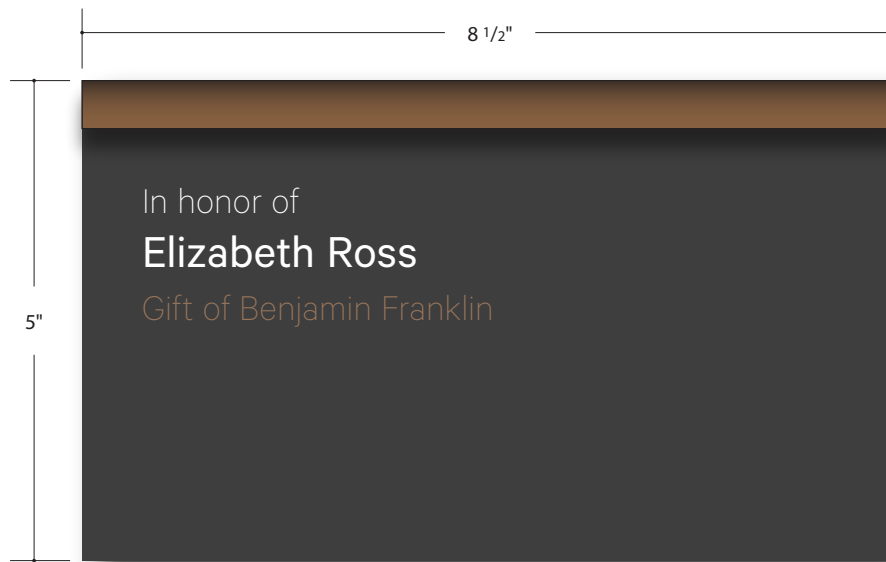 8 1/2"
In honor of
Elizabeth Ross
Gift of Benjamin Franklin
5"